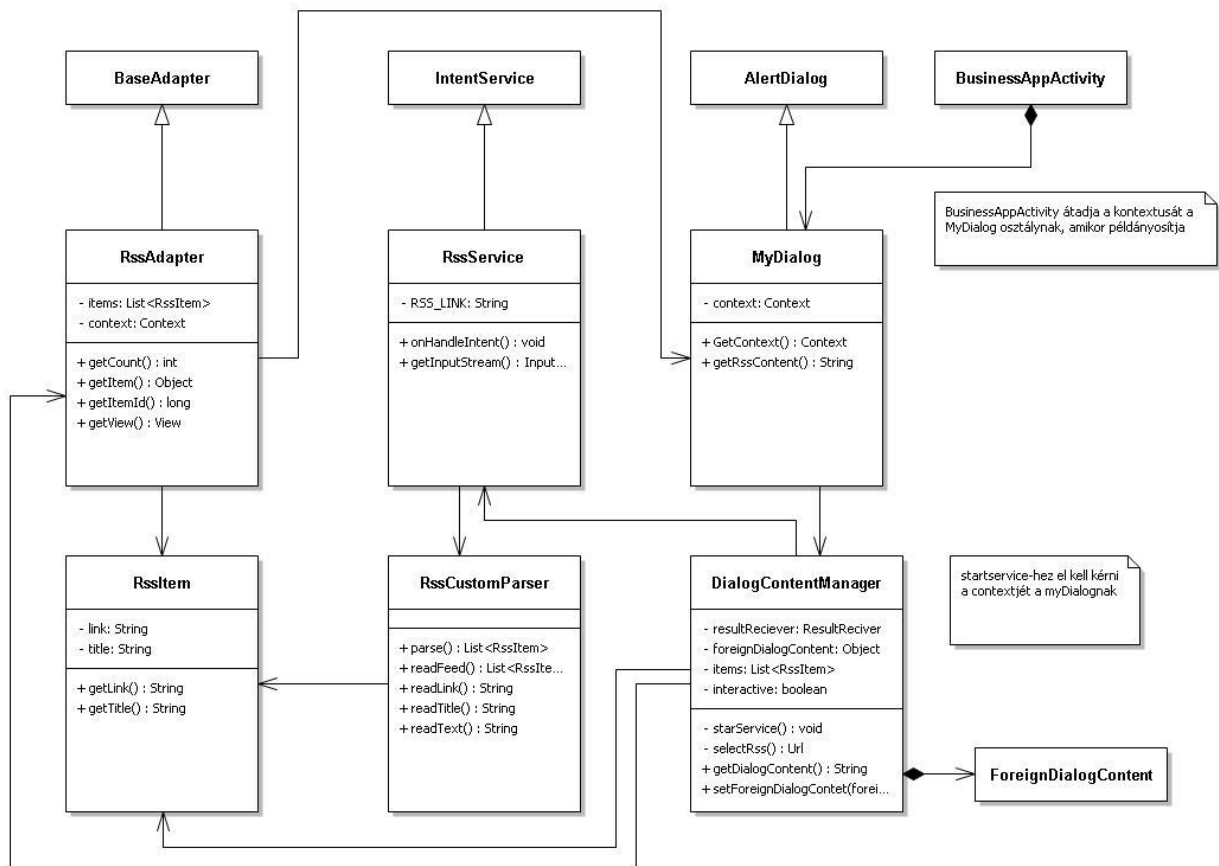 BaseAdapter
IntentService
AlertDialog
BusinessAppActivity
BusinessAppActivity átadja a kontextusát a
MyDialog osztálynak, amikor példányosítja
RssAdapter
- items: List<RssItem>
- context: Context
+ getCount() : int
+ getItem() : Object
+ getItemId() : long
+ getView() : View
RssService
- RSS_LINK: String
+ onHandleIntent() : void
+ getInputStream() : Input...
MyDialog
- context: Context
+ GetContext() : Context
+ getRssContent() : String
RssItem
- link: String
- title: String
+ getLink() : String
+ getTitle() : String
RssCustomParser
+ parse() : List<RssItem>
+ readFeed() : List<RssIte...
+ readLink() : String
+ readTitle() : String
+ readText() : String
DialogContentManager
- resultReciever: ResultReciver
- foreignDialogContent: Object
- items: List<RssItem>
- interactive: boolean
- starService() : void
- selectRss() : Url
+ getDialogContent() : String
+ setForeignDialogContet(forei...
startservice-hez el kell kérni
a contextjét a myDialognak
ForeignDialogContent